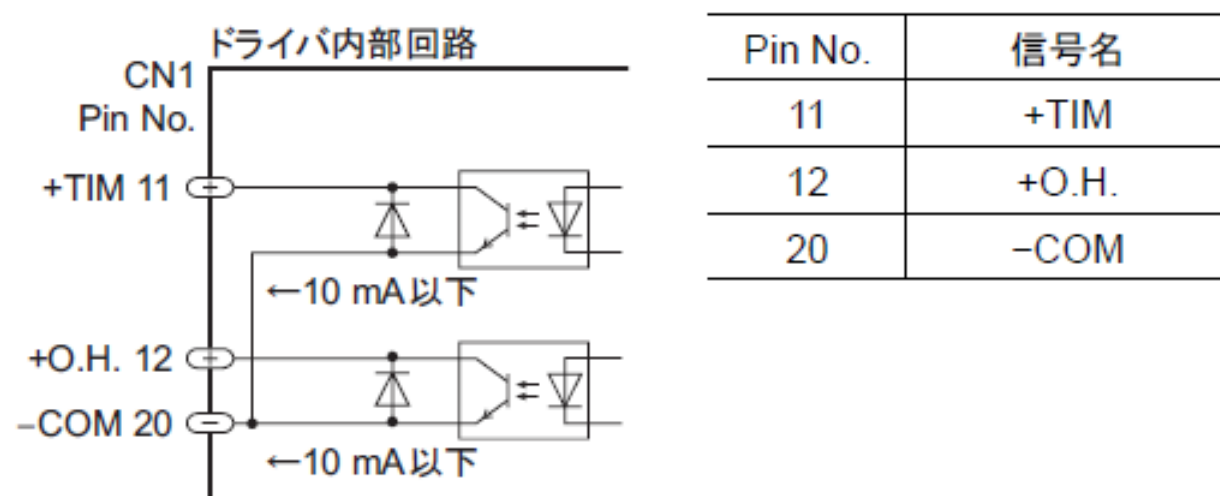 ドライバ内部回路
CN1
Pin No.
+TIM 11
←10 mA以下
+O.H. 12
−COM 20
←10 mA以下
Pin No. 信号名
11 +TIM
12 +O.H.
20 −COM